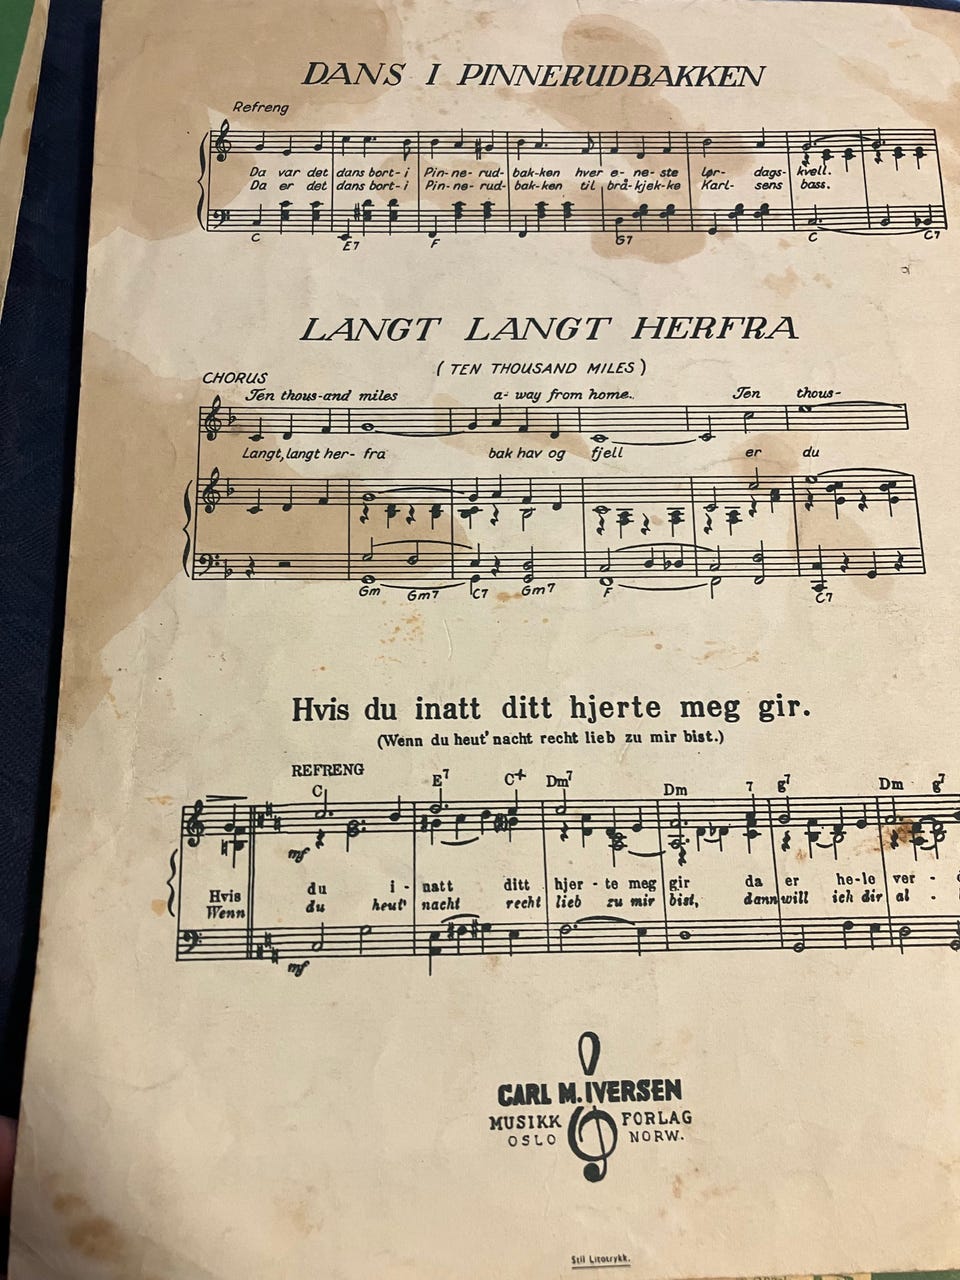 DANS I PINNERUDBAKKEN
Refreng
Da var det dans bort- i Pin- ne- rud- bak- ken hver e- ne- ste lør- dags- kvell.
Da er det dans bort- i Pin- ne- rud- bak- ken til brå- kjek- ke Karl- sens bass.
C E7 F G7 C C7
LANGT LANGT HERFRA
(TEN THOUSAND MILES)
CHORUS
Ten thous-and miles a- way from home. Ten thous-
Langt, langt her- fra bak hav og fjell er du
Gm Gm7 C7 Gm7 F C7
Hvis du inatt ditt hjerte meg gir.
(Wenn du heut' nacht recht lieb zu mir bist.)
REFRENG
C E7 C+ Dm7 Dm 7 g7 Dm g7
mf
Hvis du i - natt ditt hjer - te meg gir da er he-le ver -
Wenn du heut' nacht recht lieb zu mir bist, dann will ich dir al -
mf
CARL M. IVERSEN
MUSIKK FORLAG
OSLO NORW.
Stil Litotrykk.